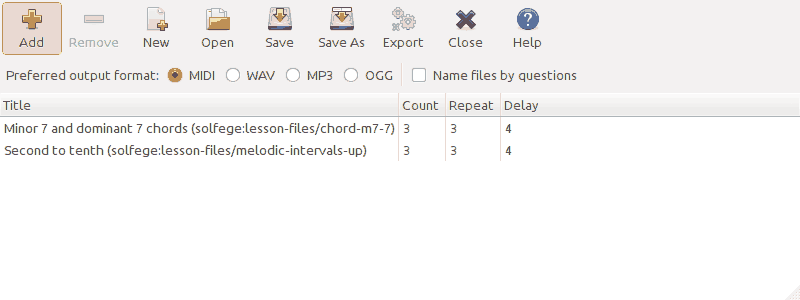 Add Remove New Open Save Save As Export Close Help
Preferred output format: MIDI WAV MP3 OGG Name files by questions
Title Count Repeat Delay
Minor 7 and dominant 7 chords (solfege:lesson-files/chord-m7-7) 3 3 4
Second to tenth (solfege:lesson-files/melodic-intervals-up) 3 3 4